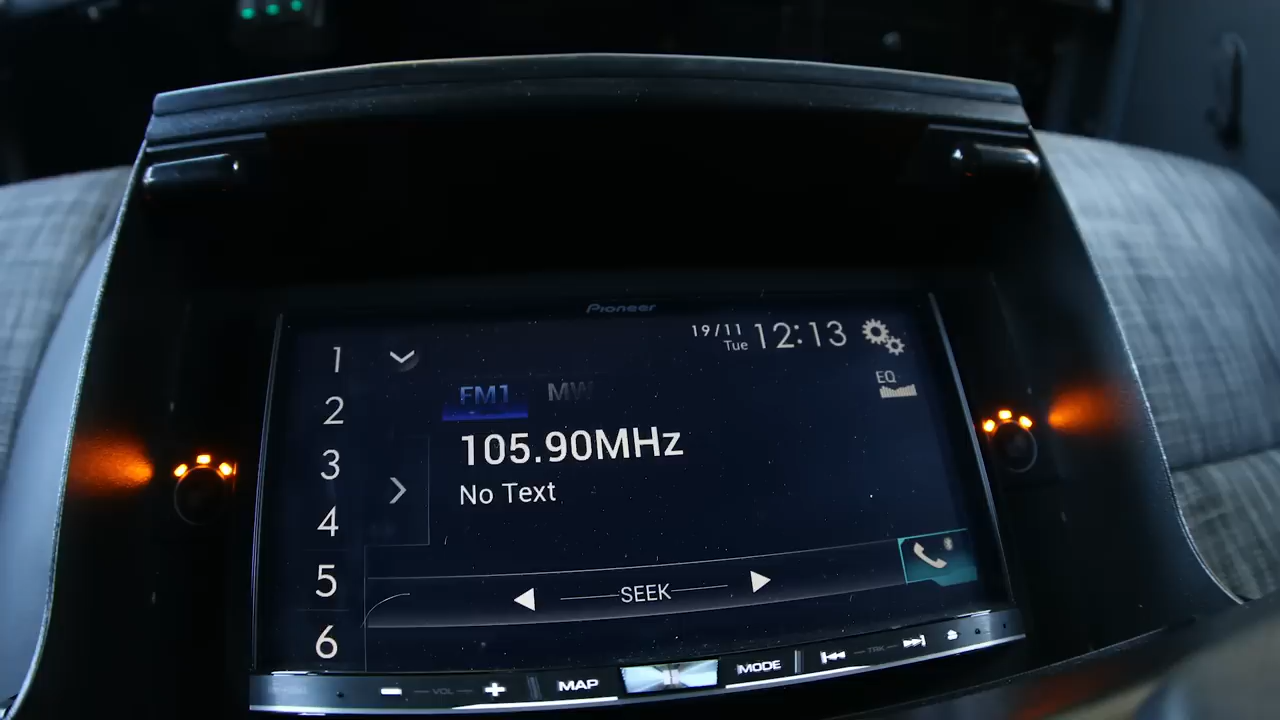 Pioneer
19/11
Tue
12:13
EQ
FM1 MW
105.90MHz
No Text
1
2
3
4
5
6
SEEK
VOL
MAP
MODE
TRK